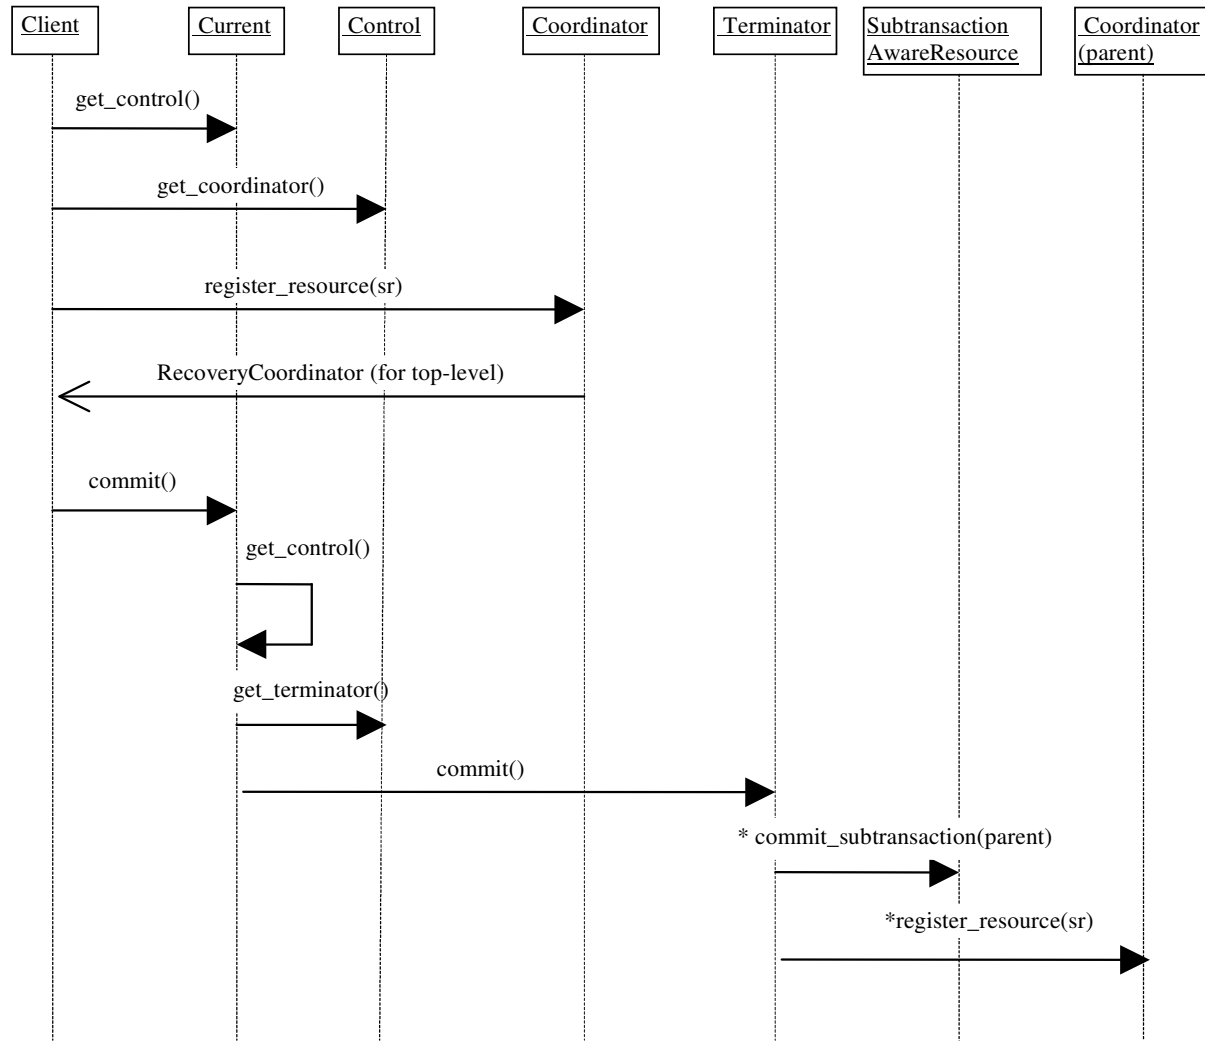 Client
Current
Control
Coordinator
Terminator
Subtransaction
AwareResource
Coordinator
(parent)
get_control()
get_coordinator()
register_resource(sr)
RecoveryCoordinator (for top-level)
commit()
get_control()
get_terminator()
commit()
* commit_subtransaction(parent)
*register_resource(sr)